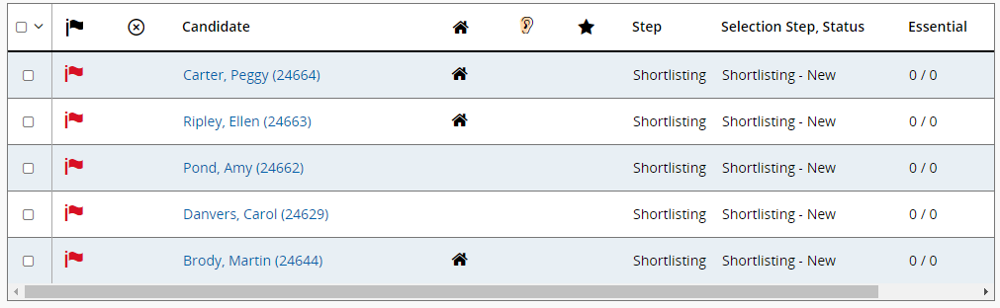 Candidate Step Selection Step, Status Essential
Carter, Peggy (24664) Shortlisting Shortlisting - New 0 / 0
Ripley, Ellen (24663) Shortlisting Shortlisting - New 0 / 0
Pond, Amy (24662) Shortlisting Shortlisting - New 0 / 0
Danvers, Carol (24629) Shortlisting Shortlisting - New 0 / 0
Brody, Martin (24644) Shortlisting Shortlisting - New 0 / 0